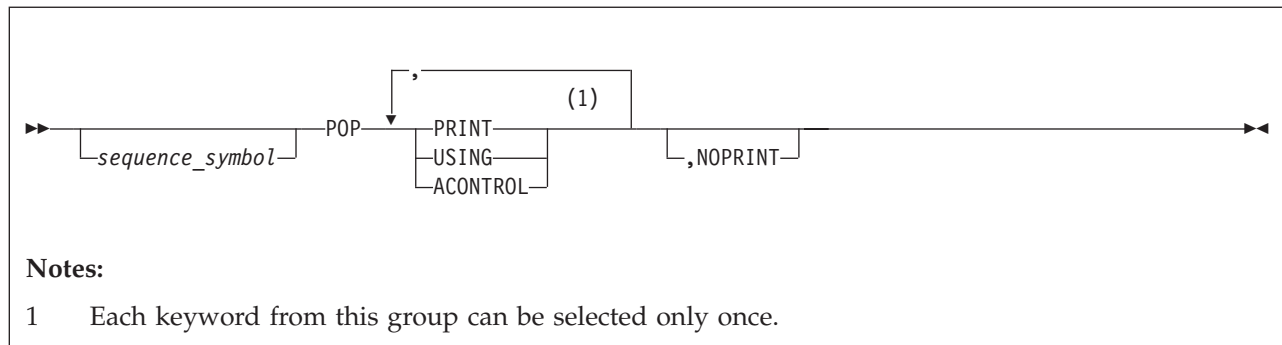 ,
(1)
POP PRINT
sequence_symbol ,NOPRINT
USING
ACONTROL
Notes:
1 Each keyword from this group can be selected only once.